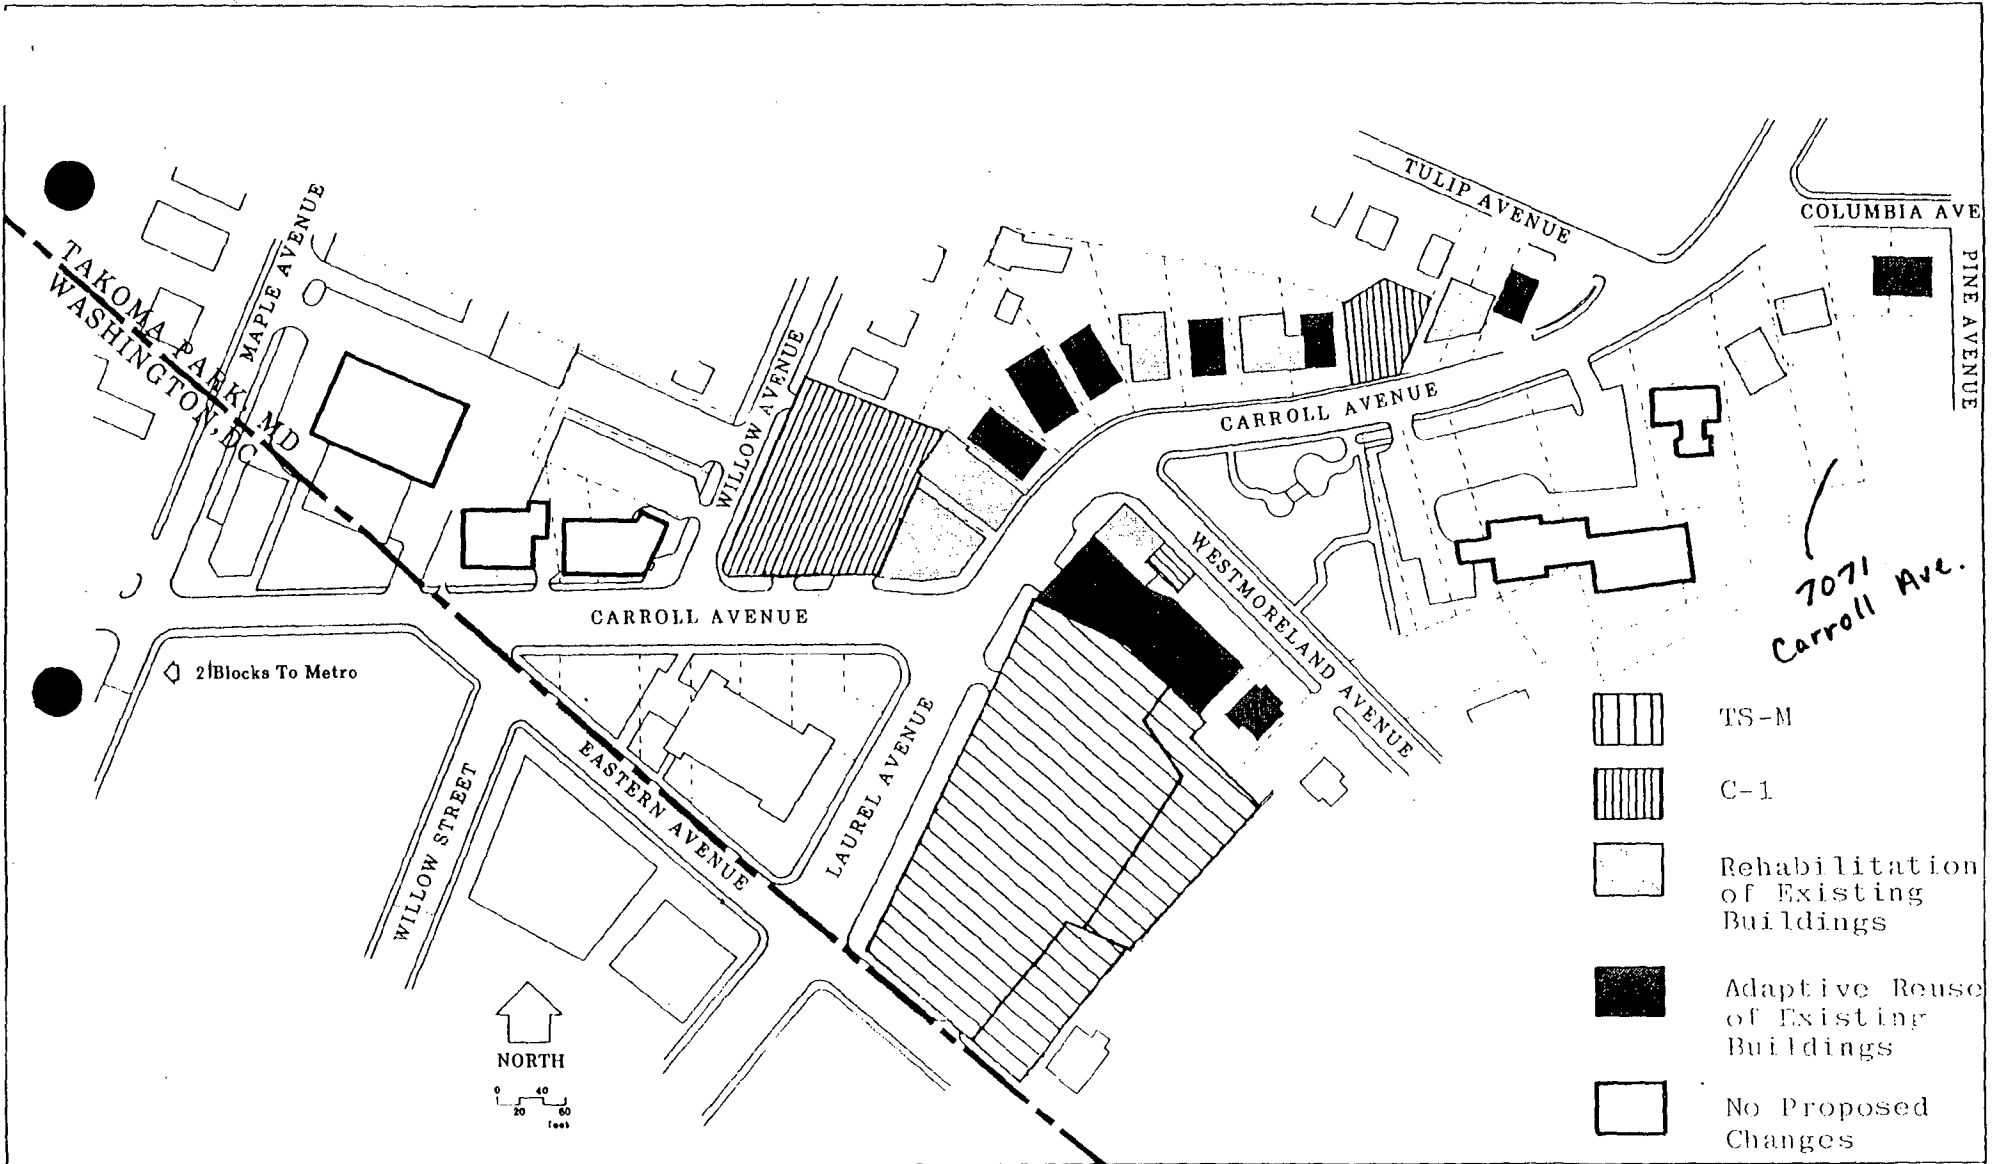 TULIP AVENUE
COLUMBIA AVE
PINE AVENUE
MAPLE AVENUE
TAKOMA PARK, MD
WASHINGTON, DC
WILLOW AVENUE
CARROLL AVENUE
WESTMORELAND AVENUE
7071
Carroll Ave.
CARROLL AVENUE
2 Blocks To Metro
LAUREL AVENUE
EASTERN AVENUE
WILLOW STREET
TS-M
C-1
Rehabilitation
of Existing
Buildings
Adaptive Reuse
of Existing
Buildings
No Proposed
Changes
NORTH
0 40
20 60
feet